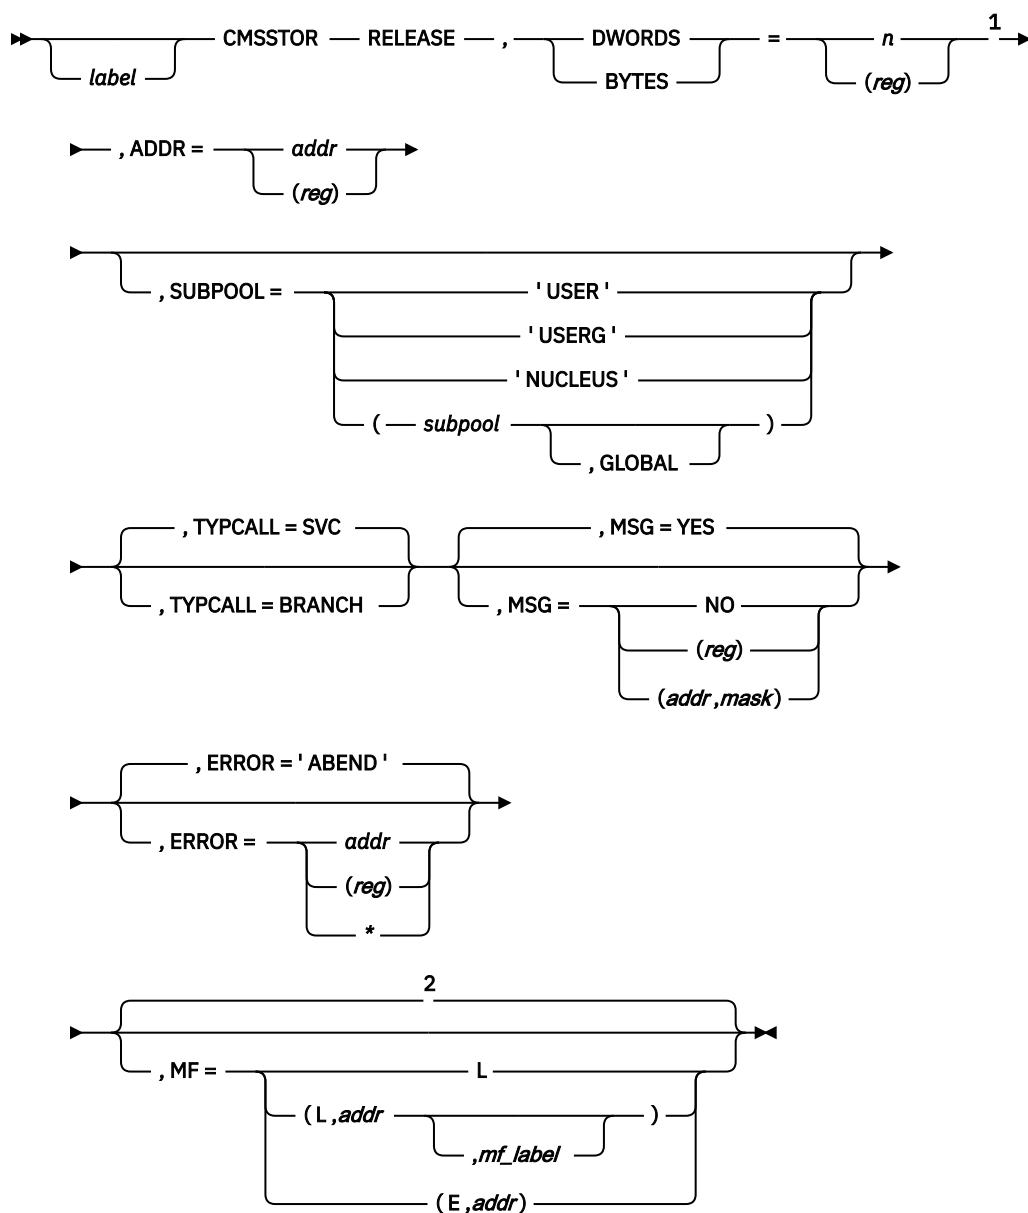 1
CMSSTOR RELEASE , DWORDS = n
label BYTES (reg)
, ADDR = addr
(reg)
, SUBPOOL = ' USER '
' USERG '
' NUCLEUS '
( subpool )
, GLOBAL
, TYPCALL = SVC , MSG = YES
, TYPCALL = BRANCH , MSG = NO
(reg)
(addr ,mask)
, ERROR = ' ABEND '
, ERROR = addr
(reg)
*
2
, MF = L
( L ,addr )
,mf_label
( E ,addr)